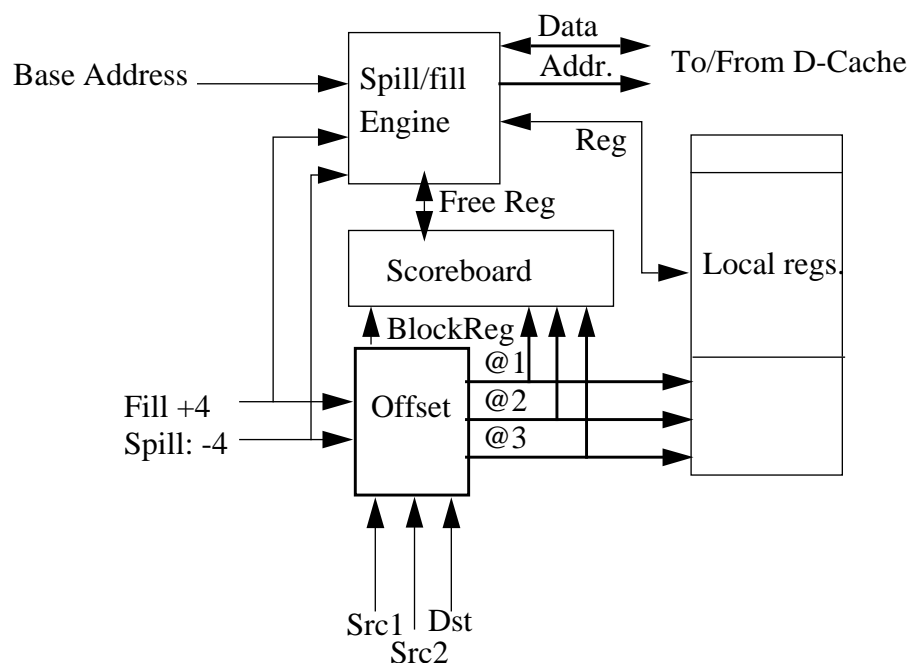 Data
Base Address
Spill/fill
Engine
Addr.
To/From D-Cache
Reg
Free Reg
Scoreboard
Local regs.
BlockReg
@1
Fill +4
Offset
@2
Spill: -4
@3
Src1
Dst
Src2